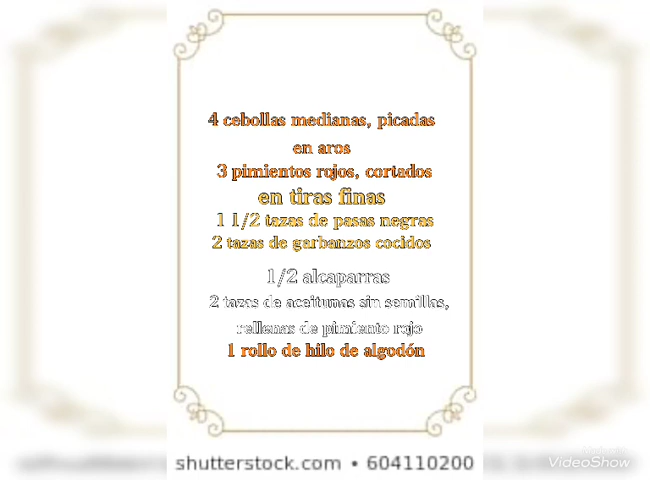 4 cebollas medianas, picadas
en aros
3 pimientos rojos, cortados
en tiras finas
1 1/2 tazas de pasas negras
2 tazas de garbanzos cocidos
1/2 alcaparras
2 tazas de aceitunas sin semillas,
rellenas de pimiento rojo
1 rollo de hilo de algodón
shutterstock.com • 604110200
VideoShow